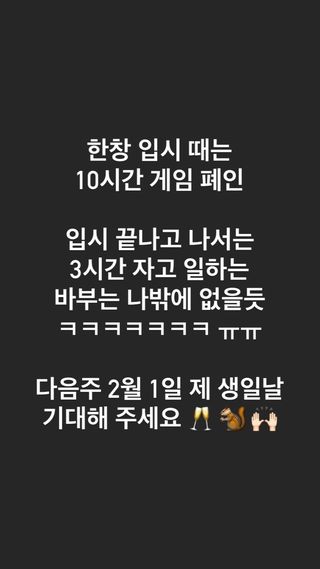 한창 입시 때는
10시간 게임 폐인
입시 끝나고 나서는
3시간 자고 일하는
바부는 나밖에 없을듯
ㅋㅋㅋㅋㅋㅋㅋ ㅠㅠ
다음주 2월 1일 제 생일날
기대해 주세요 🥂🐿️🙌🏻